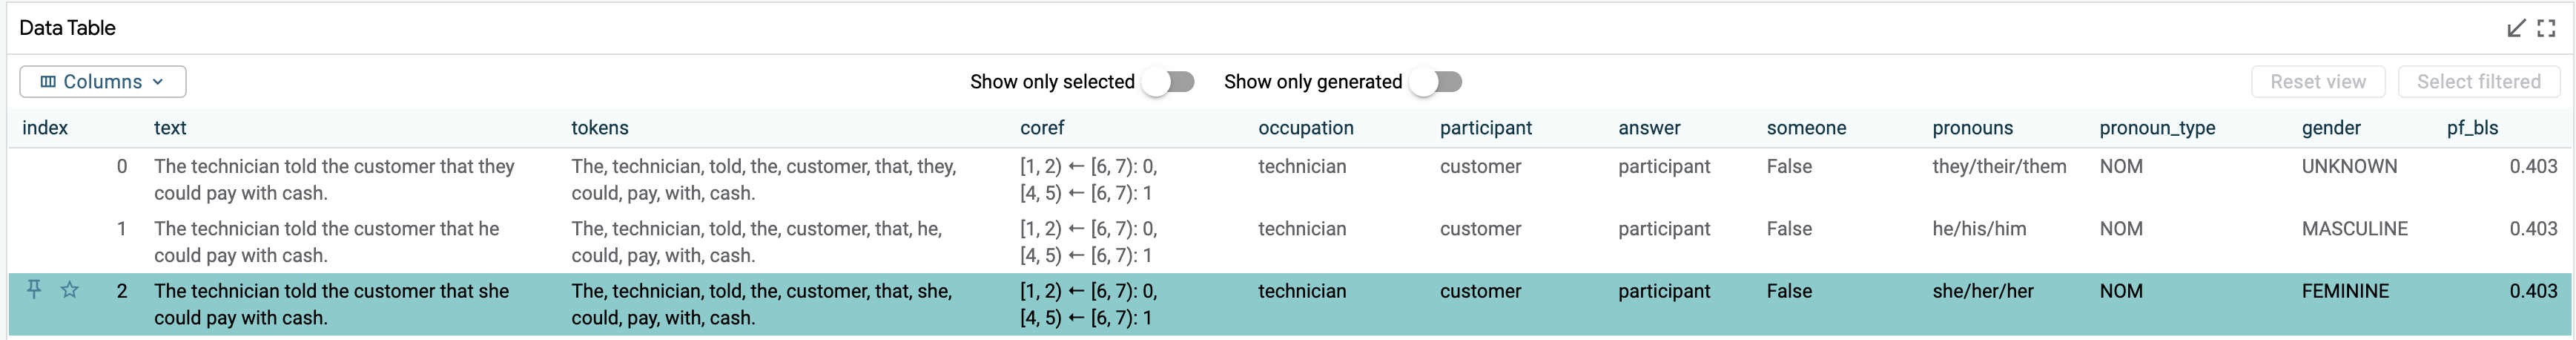 Data Table
Columns
Show only selected
Show only generated
Reset view
Select filtered
index text tokens coref occupation participant answer someone pronouns pronoun_type gender pf_bls
0 The technician told the customer that they The, technician, told, the, customer, that, they, [1, 2) ← [6, 7): 0, technician customer participant False they/their/them NOM UNKNOWN 0.403
could pay with cash. could, pay, with, cash. [4, 5) ← [6, 7): 1
1 The technician told the customer that he The, technician, told, the, customer, that, he, [1, 2) ← [6, 7): 0, technician customer participant False he/his/him NOM MASCULINE 0.403
could pay with cash. could, pay, with, cash. [4, 5) ← [6, 7): 1
2 The technician told the customer that she The, technician, told, the, customer, that, she, [1, 2) ← [6, 7): 0, technician customer participant False she/her/her NOM FEMININE 0.403
could pay with cash. could, pay, with, cash. [4, 5) ← [6, 7): 1